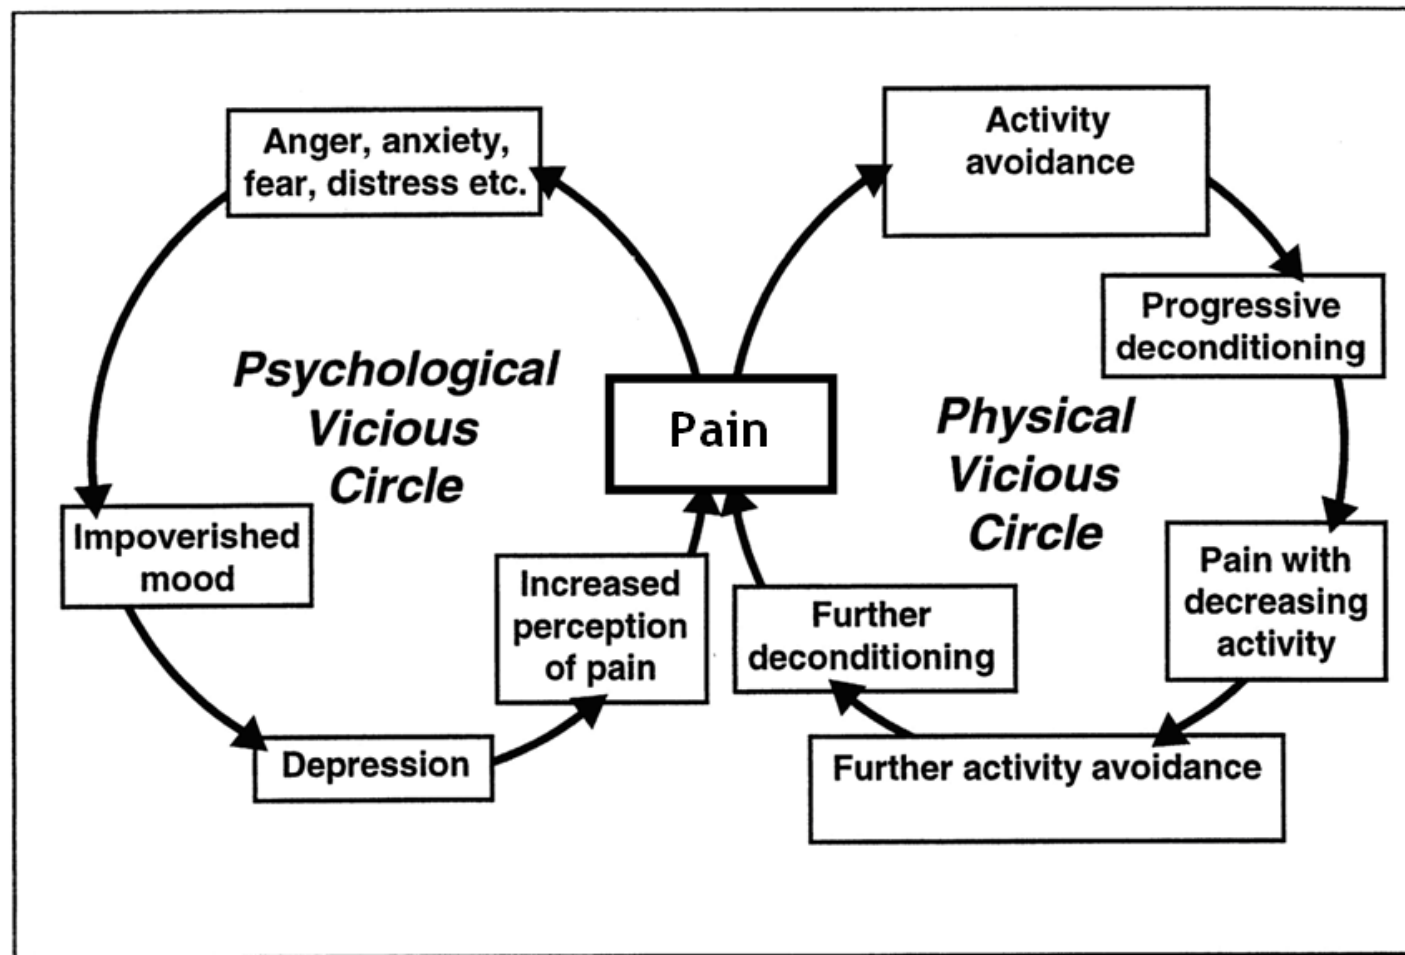 Anger, anxiety,
fear, distress etc.
Activity
avoidance
Progressive
deconditioning
Psychological
Vicious
Circle
Pain
Physical
Vicious
Circle
Impoverished
mood
Increased
perception
of pain
Further
deconditioning
Pain with
decreasing
activity
Depression
Further activity avoidance